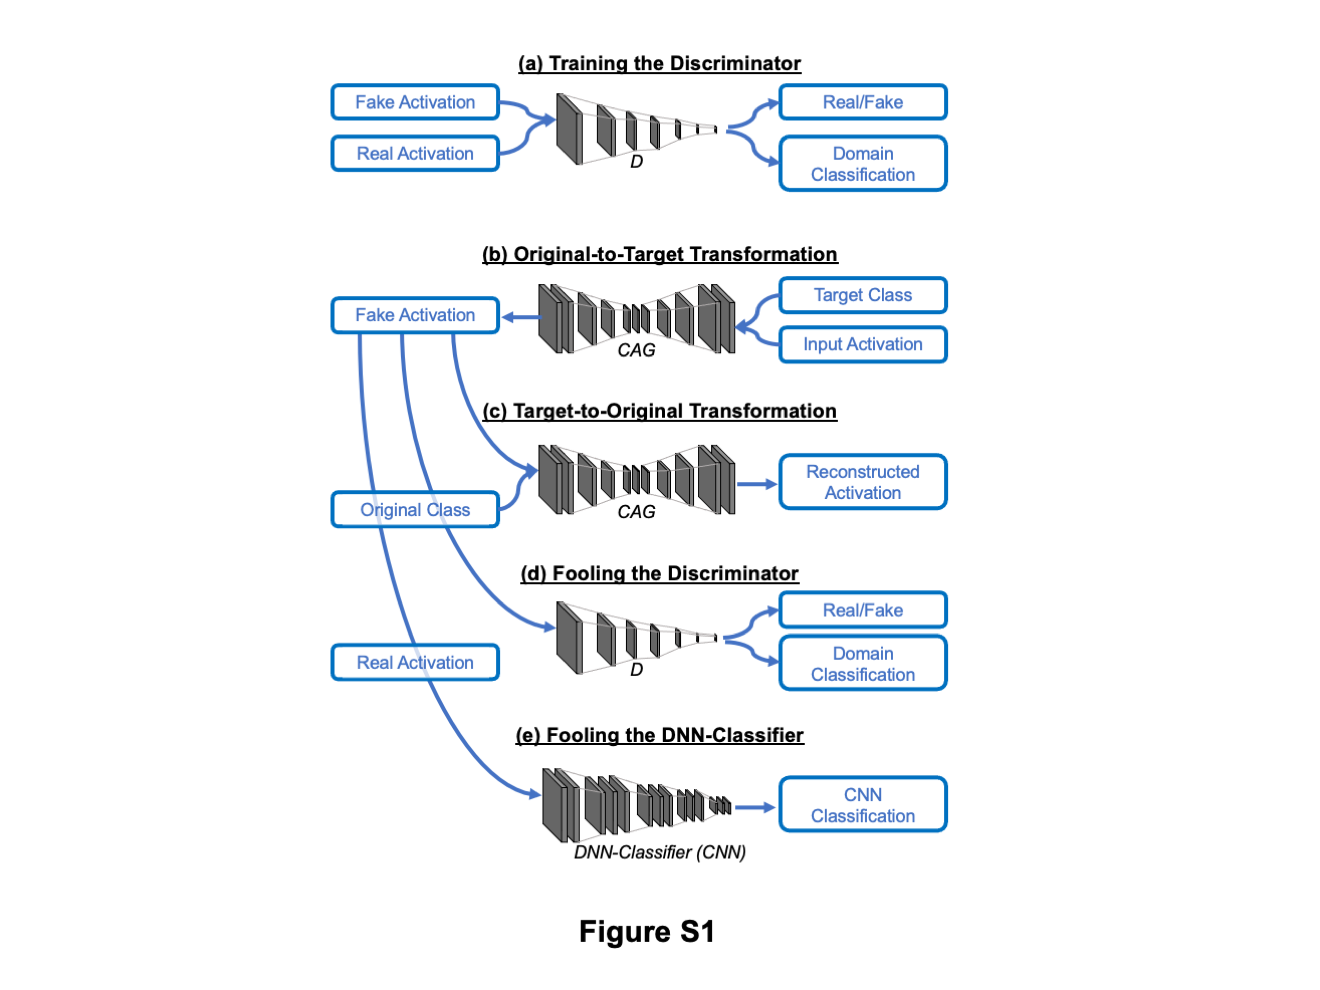 (a) Training the Discriminator
Fake Activation
Real Activation
D
Real/Fake
Domain
Classification
(b) Original-to-Target Transformation
Fake Activation
CAG
Target Class
Input Activation
(c) Target-to-Original Transformation
Original Class
CAG
Reconstructed
Activation
(d) Fooling the Discriminator
Real Activation
D
Real/Fake
Domain
Classification
(e) Fooling the DNN-Classifier
DNN-Classifier (CNN)
CNN
Classification
Figure S1